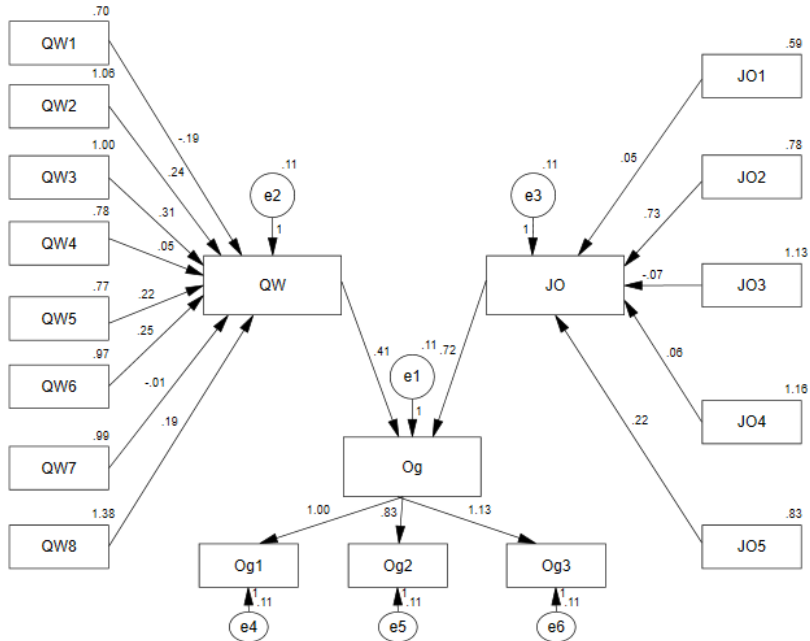 .70
QW1
1.06
QW2
1.00
QW3
.78
QW4
.77
QW5
.97
QW6
.99
QW7
1.38
QW8
-.19
.24
.31
.05
.22
.25
-.01
.19
.11
e2
1
QW
.11
e3
1
JO
.59
JO1
.78
JO2
1.13
JO3
1.16
JO4
.83
JO5
.05
.73
-.07
.06
.22
.41
.11
.72
e1
1
Og
1.00
.83
1.13
Og1
Og2
Og3
1
.11
1
.11
1
.11
e4
e5
e6